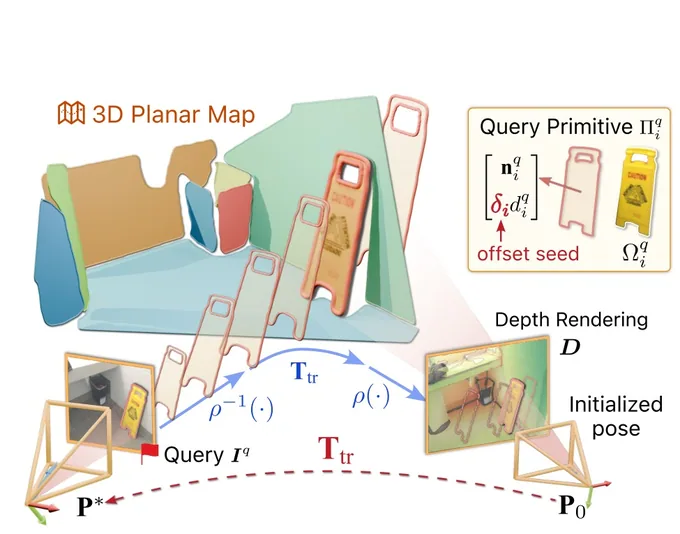 3D Planar Map
Query Primitive Π_i^q
n_i^q
δ_i d_i^q
offset seed
Ω_i^q
CAUTION
Depth Rendering
D
T_tr
ρ⁻¹(·)
ρ(·)
Initialized
pose
Query I^q
T_tr
P*
P_0